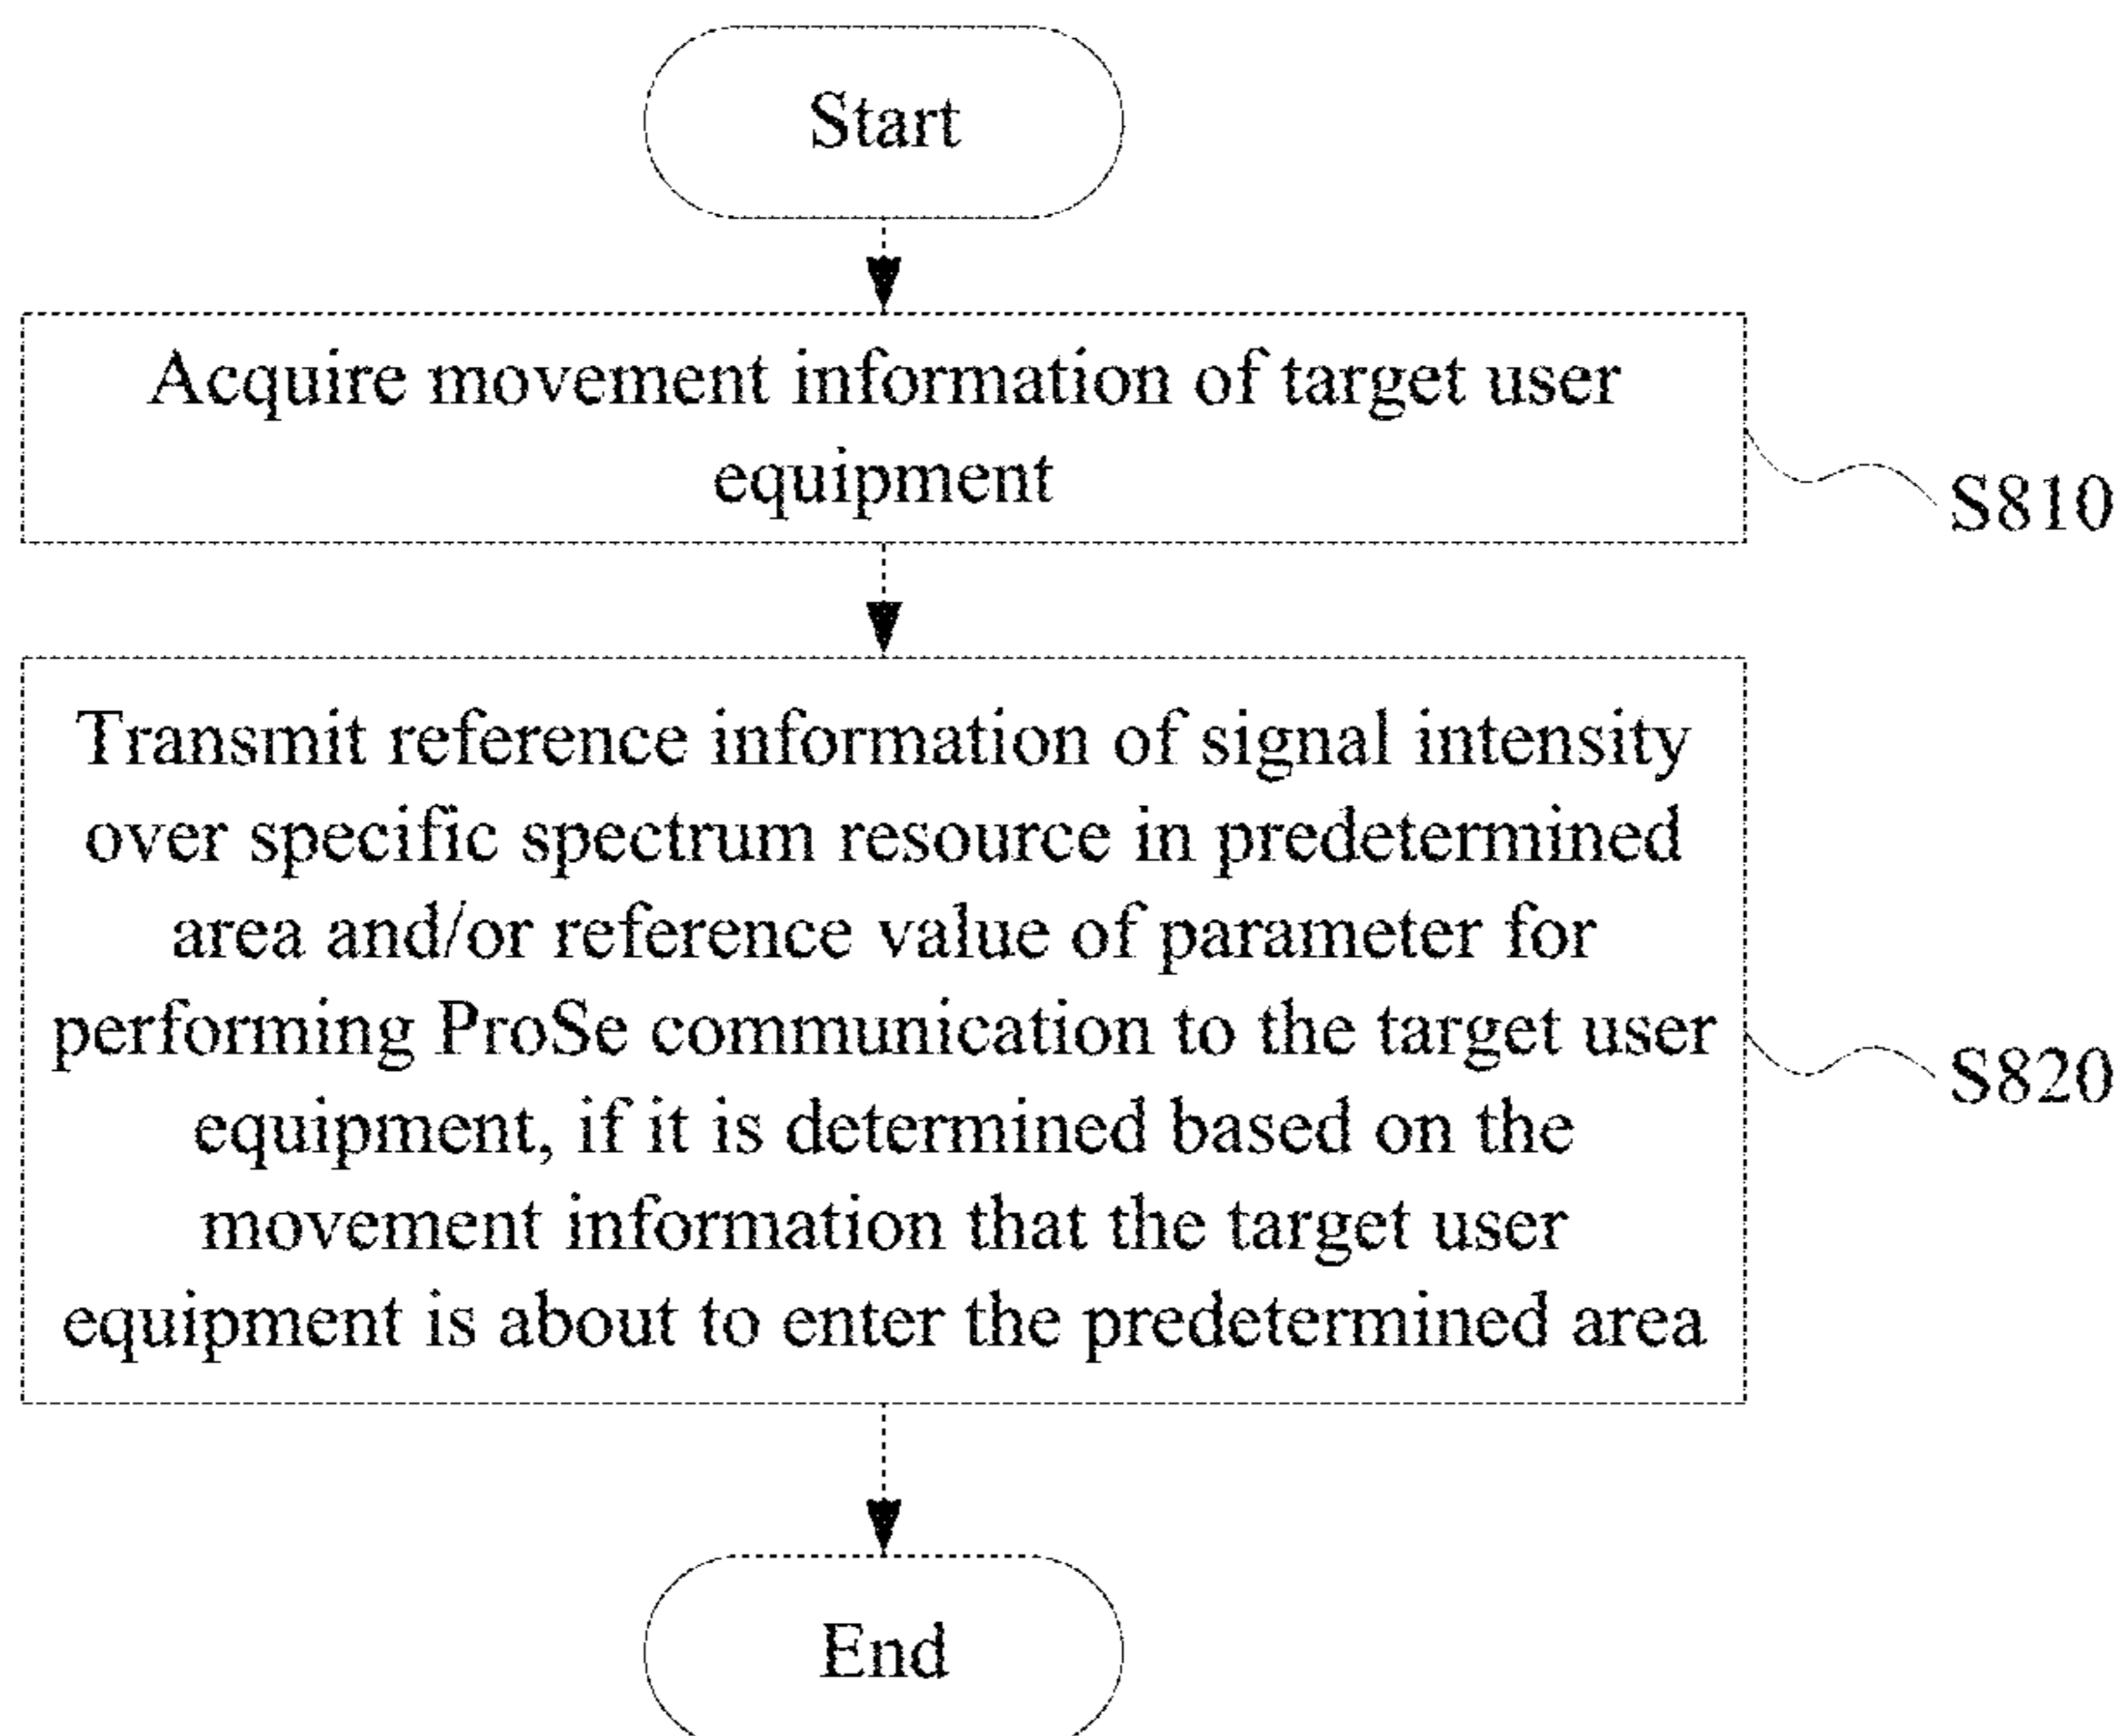 Start
Acquire movement information of target user
equipment
S810
Transmit reference information of signal intensity
over specific spectrum resource in predetermined
area and/or reference value of parameter for
performing ProSe communication to the target user
equipment, if it is determined based on the
movement information that the target user
equipment is about to enter the predetermined area
S820
End